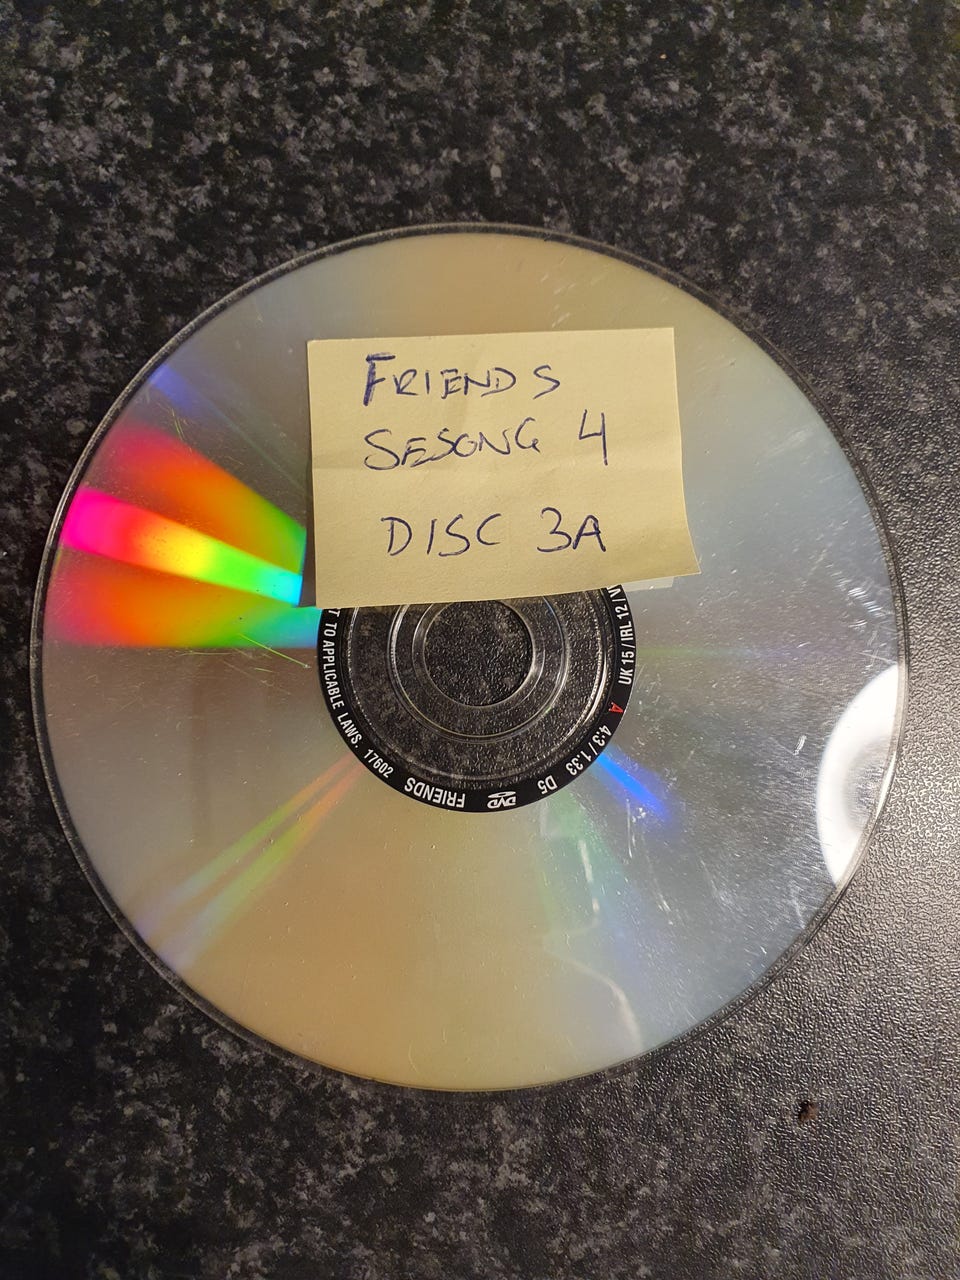 FRIENDS
SESONG 4
DISC 3A
T TO APPLICABLE LAWS. 17602 FRIENDS DVD D5 4:3 / 1.33 A UK 15 / IRL 12 /